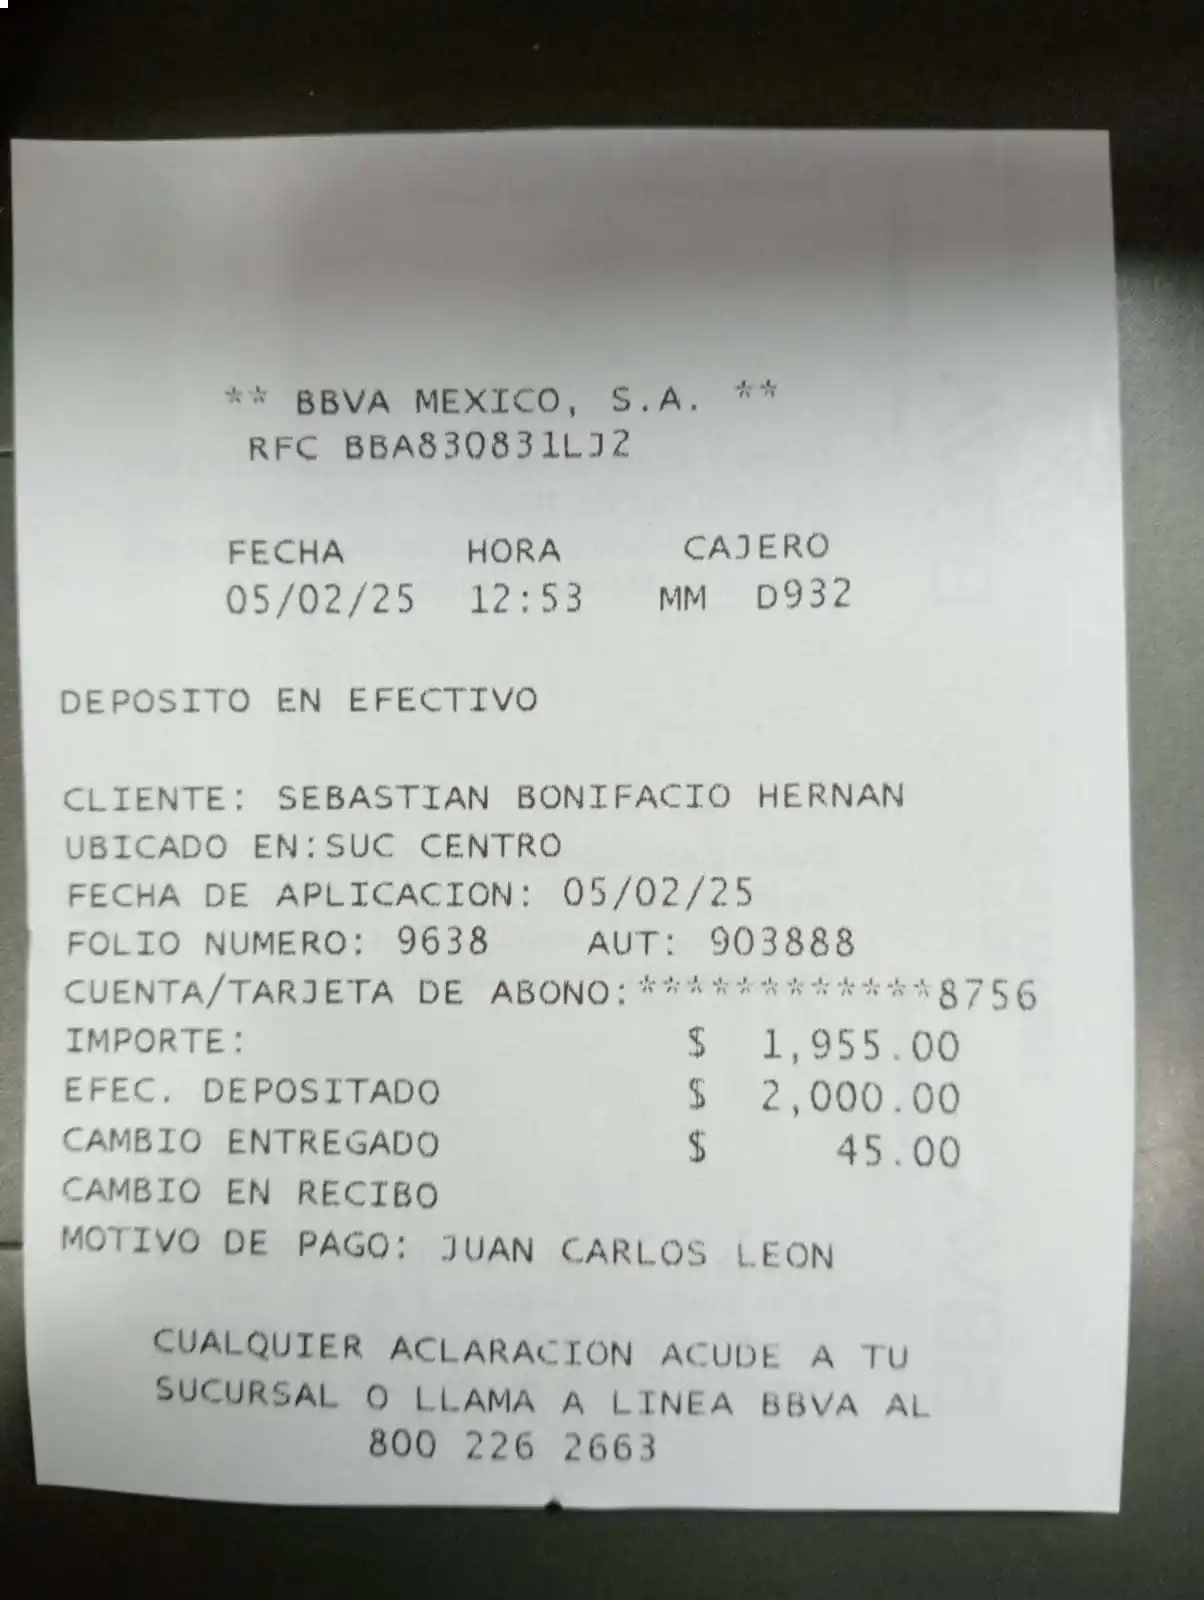 ** BBVA MEXICO, S.A. **
RFC BBA830831LJ2
FECHA HORA CAJERO
05/02/25 12:53 MM D932
DEPOSITO EN EFECTIVO
CLIENTE: SEBASTIAN BONIFACIO HERNAN
UBICADO EN:SUC CENTRO
FECHA DE APLICACION: 05/02/25
FOLIO NUMERO: 9638 AUT: 903888
CUENTA/TARJETA DE ABONO:************8756
IMPORTE: $ 1,955.00
EFEC. DEPOSITADO $ 2,000.00
CAMBIO ENTREGADO $ 45.00
CAMBIO EN RECIBO
MOTIVO DE PAGO: JUAN CARLOS LEON
CUALQUIER ACLARACION ACUDE A TU
SUCURSAL O LLAMA A LINEA BBVA AL
800 226 2663